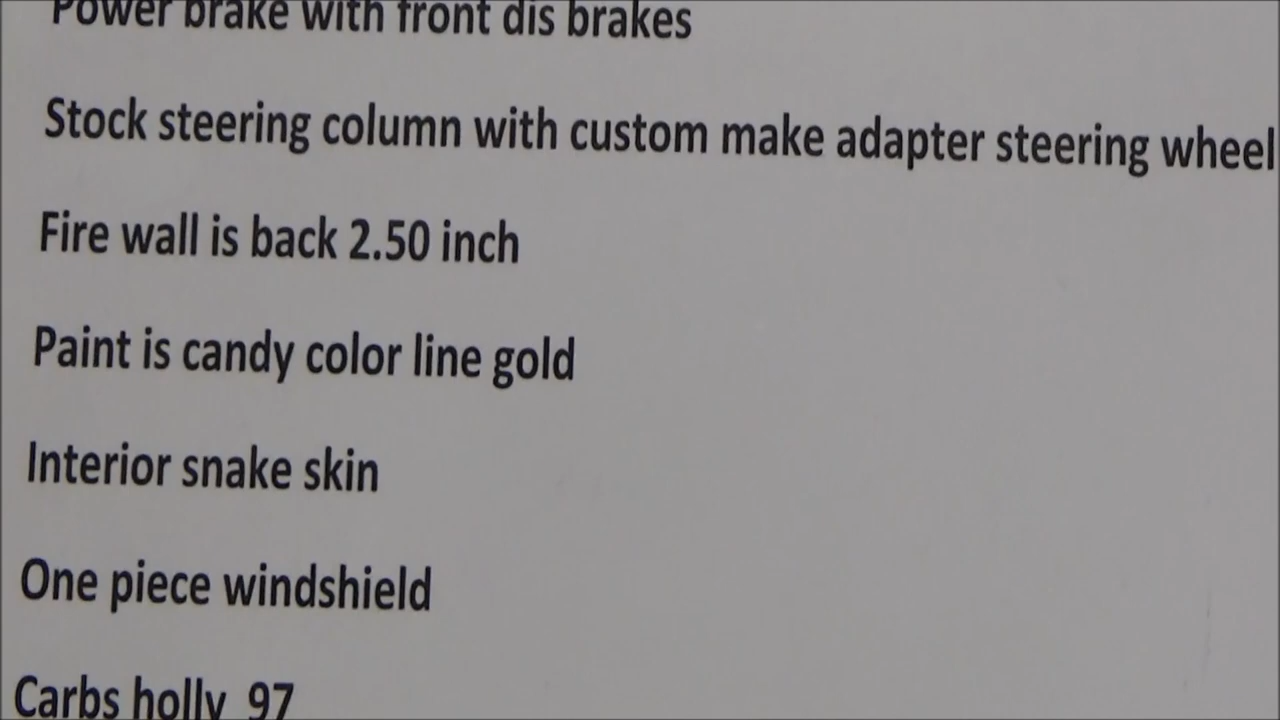 Power brake with front dis brakes
Stock steering column with custom make adapter steering wheel
Fire wall is back 2.50 inch
Paint is candy color line gold
Interior snake skin
One piece windshield
Carbs holly 97